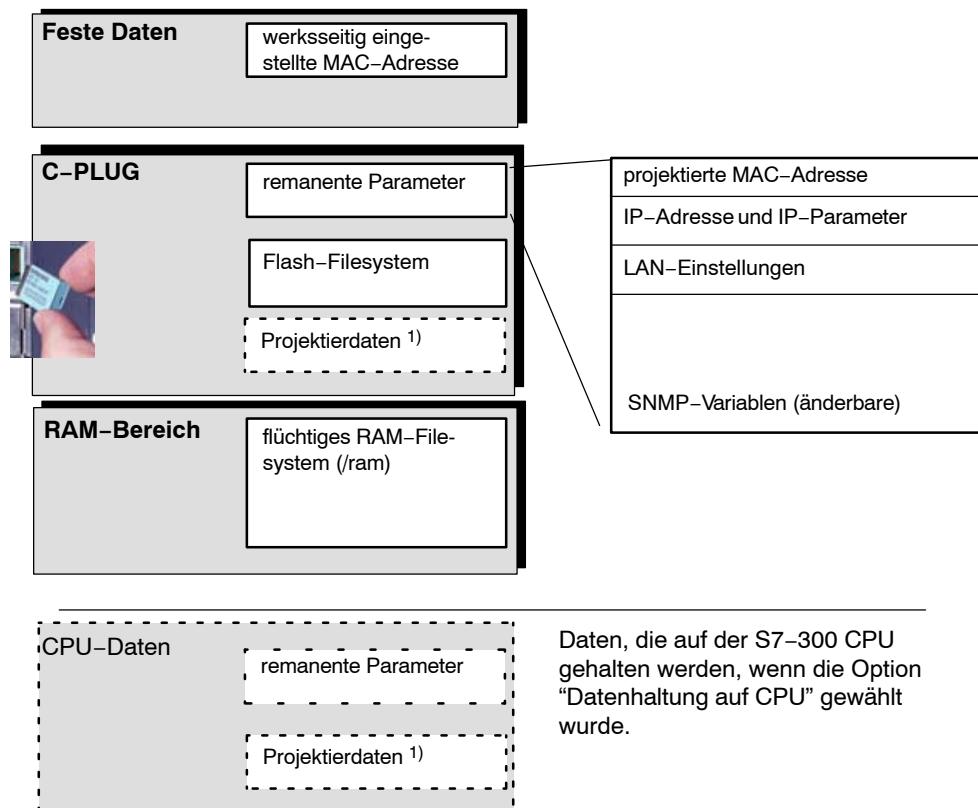 Feste Daten
werksseitig einge-
stellte MAC–Adresse
C–PLUG
remanente Parameter
Flash–Filesystem
Projektierdaten 1)
projektierte MAC–Adresse
IP–Adresse und IP–Parameter
LAN–Einstellungen
SNMP–Variablen (änderbare)
RAM–Bereich
flüchtiges RAM–File-
system (/ram)
CPU–Daten
remanente Parameter
Projektierdaten 1)
Daten, die auf der S7–300 CPU
gehalten werden, wenn die Option
“Datenhaltung auf CPU” gewählt
wurde.